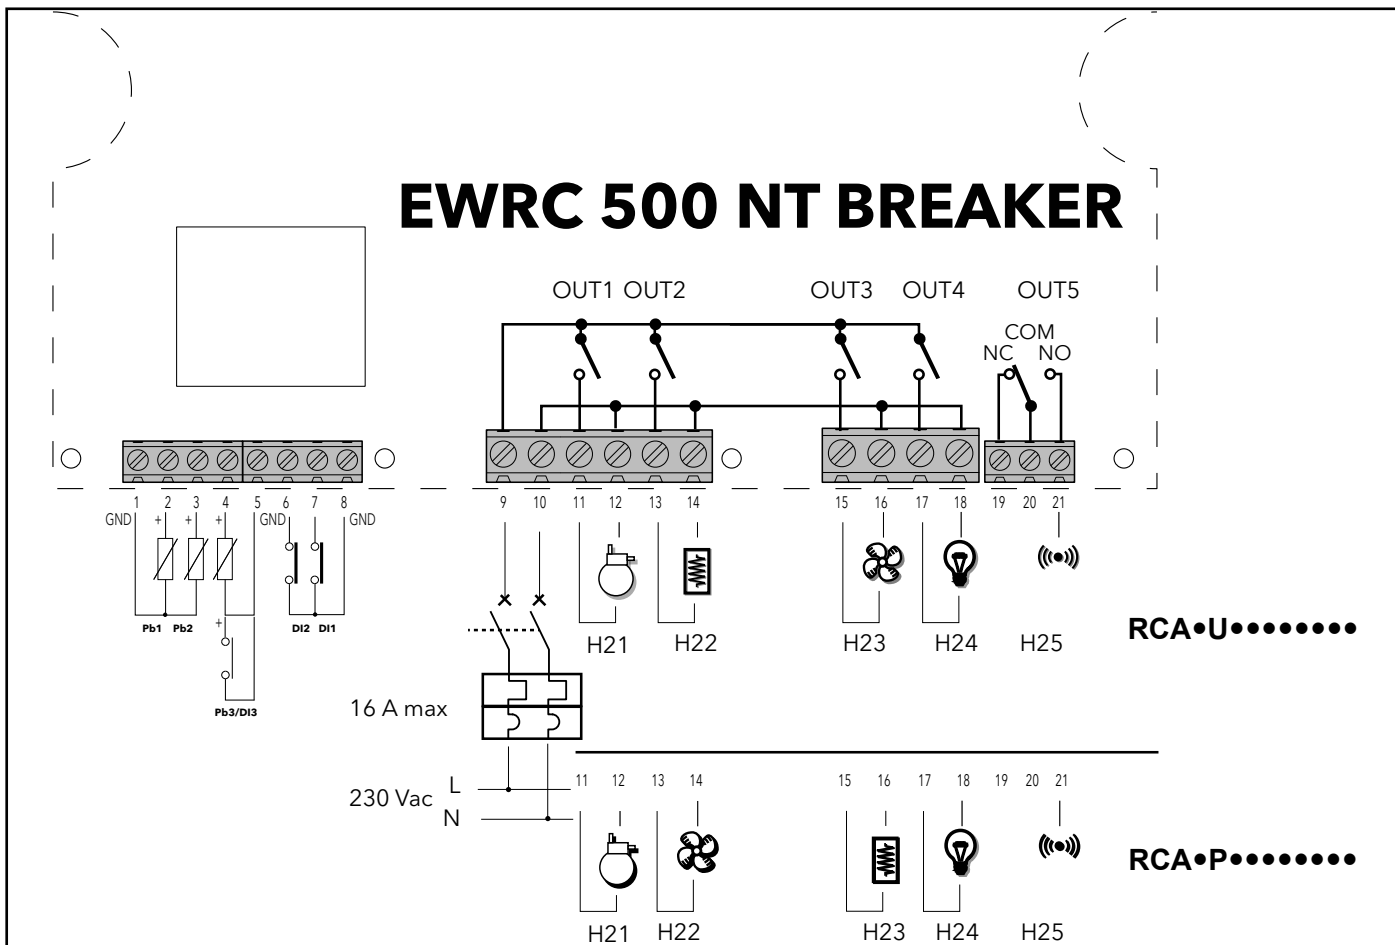 EWRC 500 NT BREAKER
OUT1 OUT2 OUT3 OUT4 OUT5
COM
NC NO
1 2 3 4 5 6 7 8 9 10 11 12 13 14 15 16 17 18 19 20 21
GND + + + GND GND
Pb1 Pb2 DI2 DI1
+
H21 H22 H23 H24 H25
RCA•U••••••••
Pb3/DI3
16 A max
11 12 13 14 15 16 17 18 19 20 21
L
230 Vac
N
RCA•P••••••••
H21 H22 H23 H24 H25